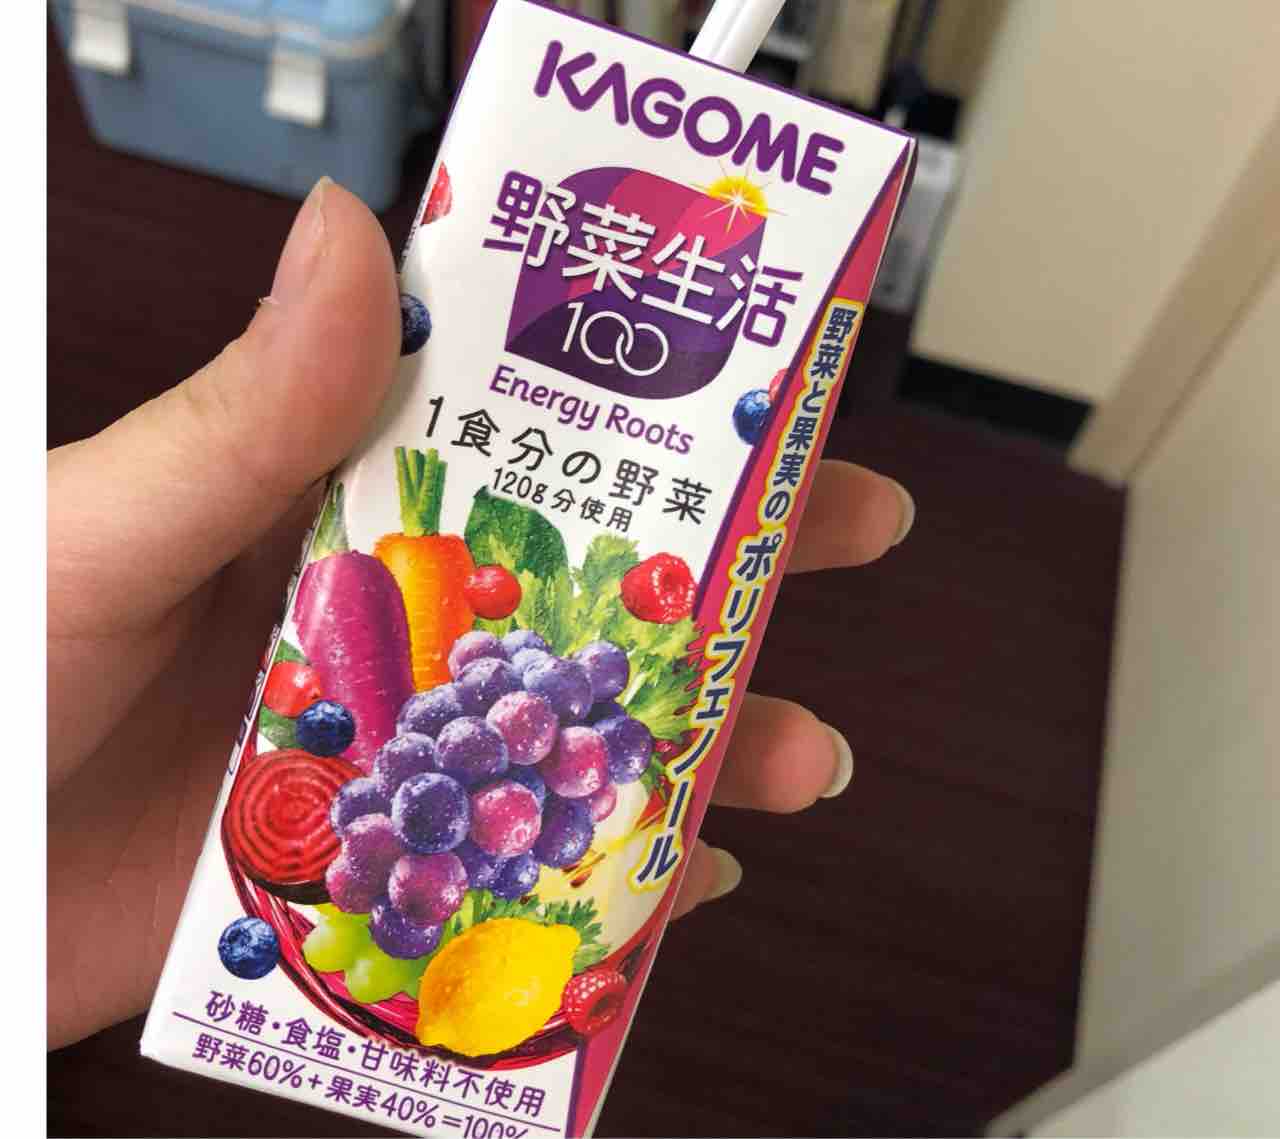 KAGOME
野菜生活
100
Energy Roots
1食分の野菜
120g分使用
野菜と果実のポリフェノール
砂糖・食塩・甘味料不使用
野菜60%+果実40%=100%